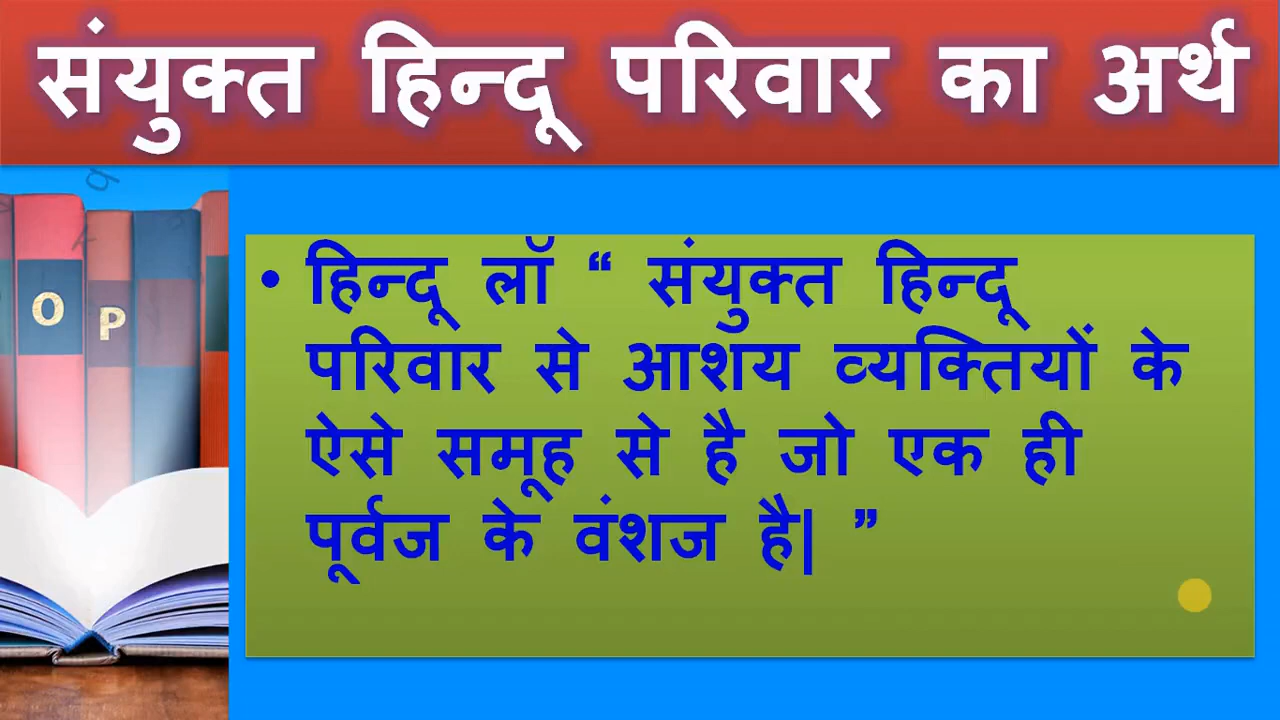 संयुक्त हिन्दू परिवार का अर्थ
• हिन्दू लॉ “ संयुक्त हिन्दू
परिवार से आशय व्यक्तियों के
ऐसे समूह से है जो एक ही
पूर्वज के वंशज है| ”
O P